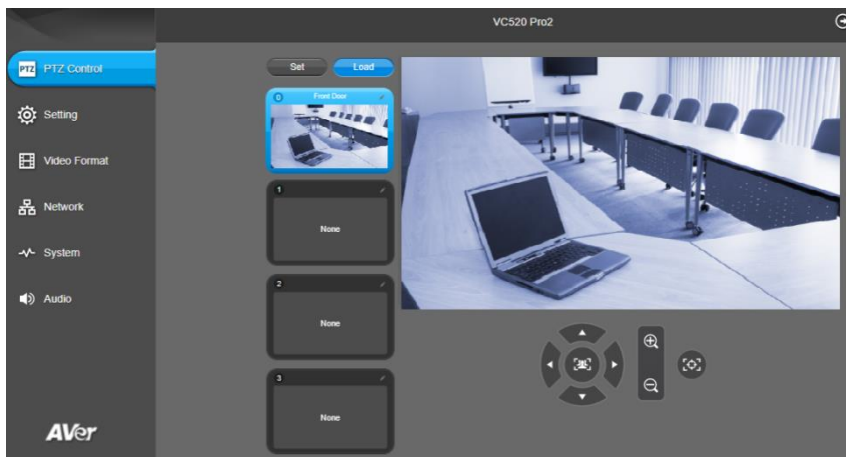 VC520 Pro2
PTZ PTZ Control
Setting
Video Format
Network
System
Audio
AVer
Set
Load
0 Front Door
1
None
2
None
3
None